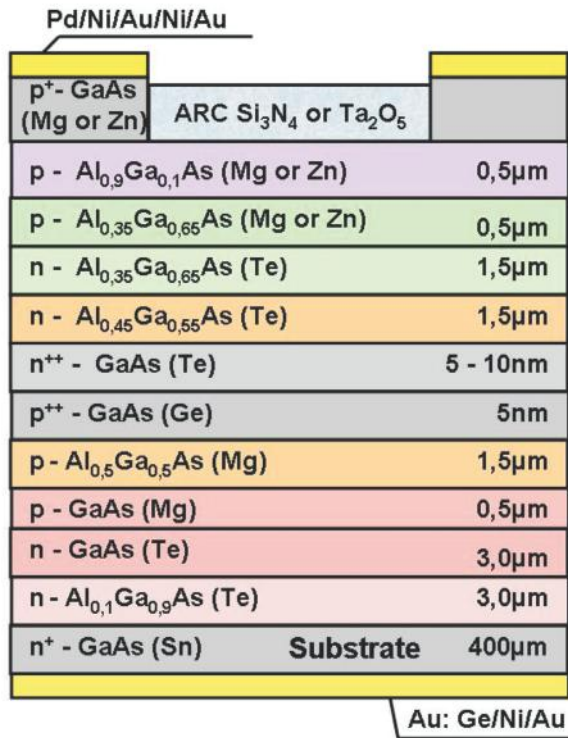 Pd/Ni/Au/Ni/Au
p⁺- GaAs
(Mg or Zn)
ARC Si₃N₄ or Ta₂O₅
p - Al₀,₉Ga₀,₁As (Mg or Zn) 0,5µm
p - Al₀,₃₅Ga₀,₆₅As (Mg or Zn) 0,5µm
n - Al₀,₃₅Ga₀,₆₅As (Te) 1,5µm
n - Al₀,₄₅Ga₀,₅₅As (Te) 1,5µm
n⁺⁺ - GaAs (Te) 5 - 10nm
p⁺⁺ - GaAs (Ge) 5nm
p - Al₀,₅Ga₀,₅As (Mg) 1,5µm
p - GaAs (Mg) 0,5µm
n - GaAs (Te) 3,0µm
n - Al₀,₁Ga₀,₉As (Te) 3,0µm
n⁺ - GaAs (Sn) Substrate 400µm
Au: Ge/Ni/Au